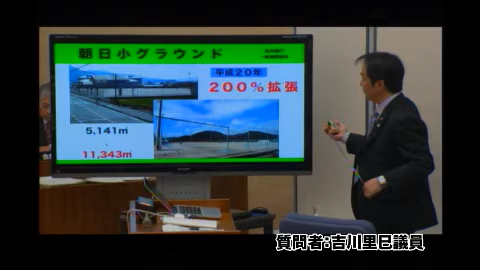 朝日小グラウンド
平成20年
200%拡張
5,141㎡
11,343㎡
質問者:吉川里巳議員